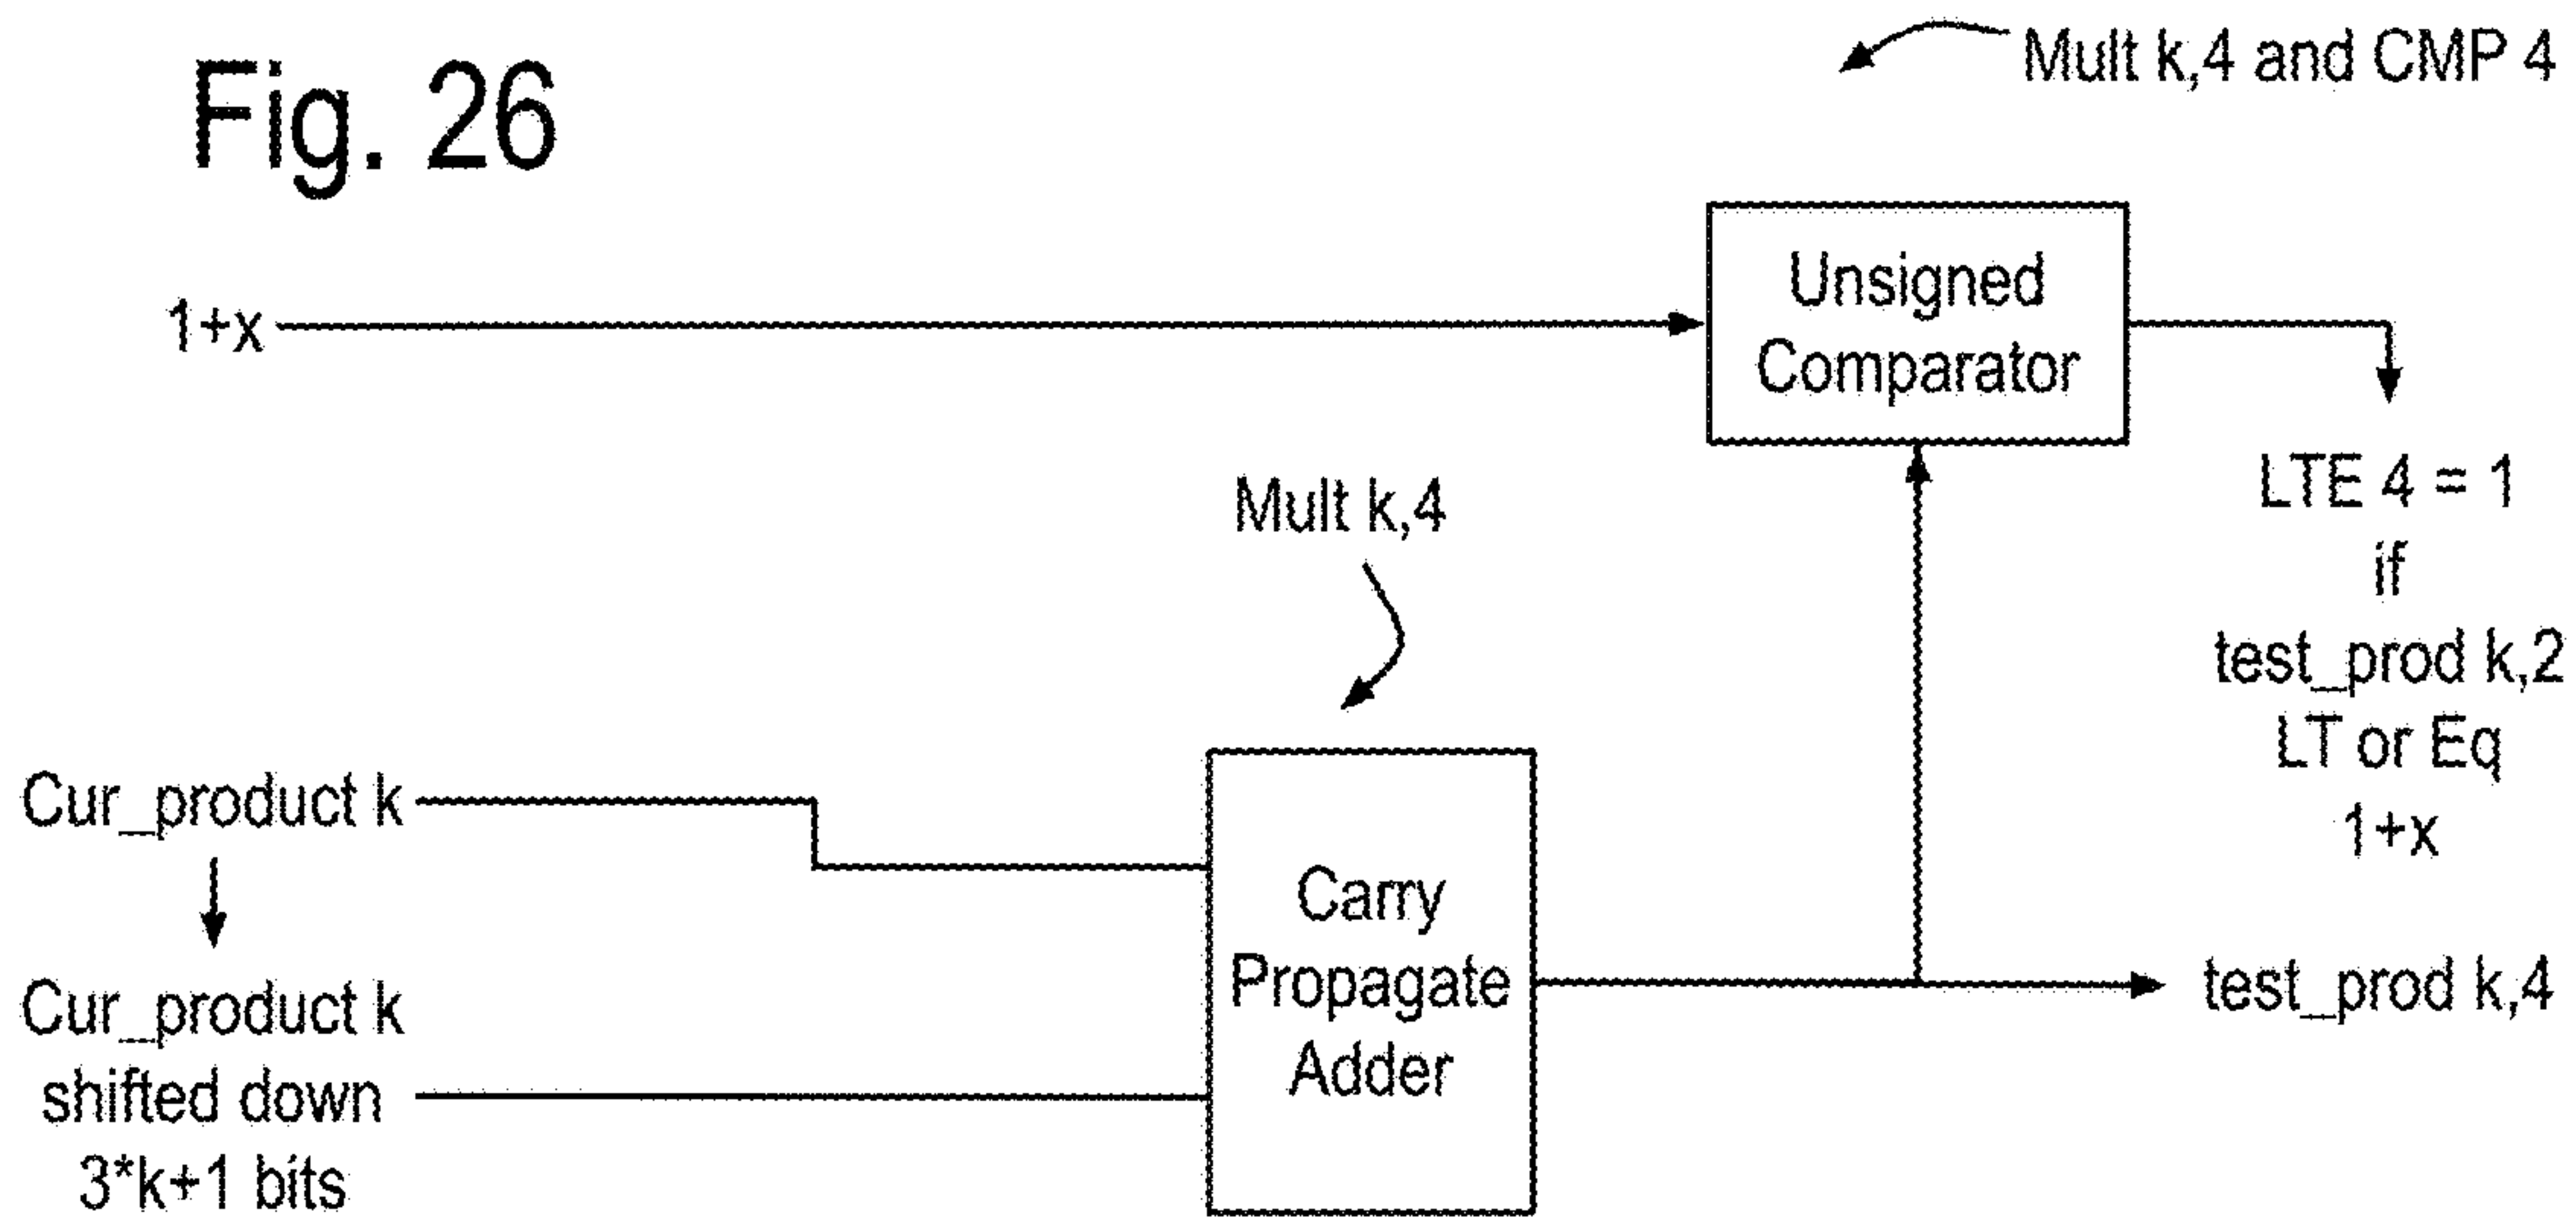 Fig. 26
Mult k,4 and CMP 4
1+x
Unsigned
Comparator
Mult k,4
LTE 4 = 1
if
test_prod k,2
LT or Eq
1+x
Cur_product k
Cur_product k
shifted down
3*k+1 bits
Carry
Propagate
Adder
test_prod k,4